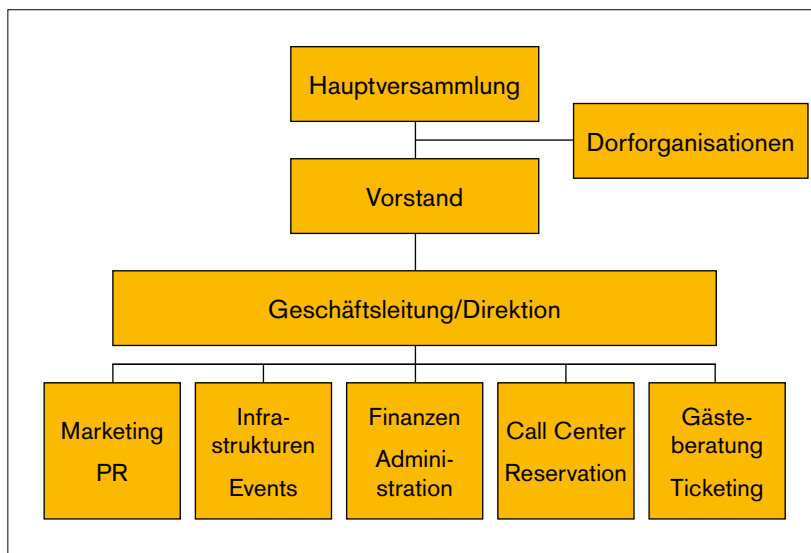 Hauptversammlung
Dorforganisationen
Vorstand
Geschäftsleitung/Direktion
Marketing
PR
Infra-
strukturen
Events
Finanzen
Admini-
stration
Call Center
Reservation
Gäste-
beratung
Ticketing